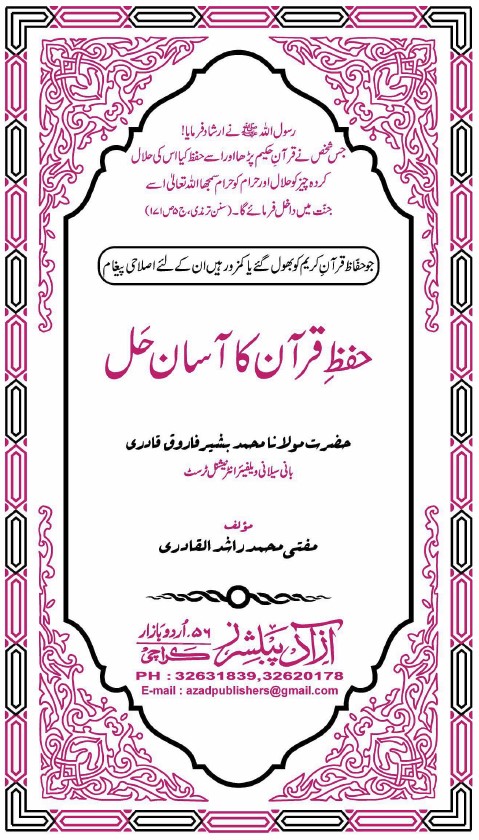 رسول اللہ ﷺ نے ارشاد فرمایا!
جس شخص نے قرآنِ حکیم پڑھا اور اسے حفظ کیا اس کی حلال
کردہ چیز کو حلال اور حرام کو حرام سمجھا اللہ تعالیٰ اسے
جنت میں داخل فرمائے گا۔ (سنن ترمذی، ج ۵ ص ۱۷۱)
جو حفّاظ قرآنِ کریم کو بھول گئے یا کمزور ہیں ان کے لئے اصلاحی پیغام
حفظِ قرآن کا آسان حَل
حضرت مولانا محمد بشیر فاروق قادری
بانی سیلانی ویلفیئر انٹرنیشنل ٹرسٹ
مؤلف
مفتی محمد راشد القادری
آزاد پبلشرز ۵۶۔ اُردو بازار
کراچی
PH : 32631839,32620178
E-mail : azadpublishers@gmail.com